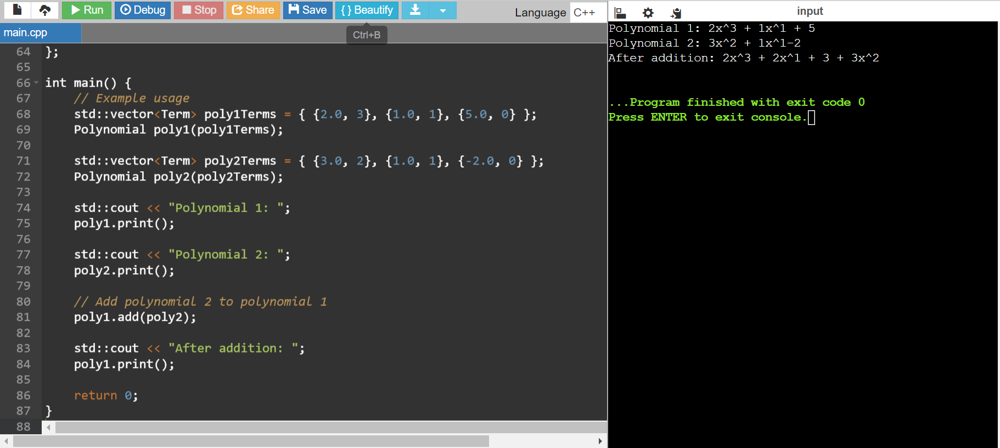 Run Debug Stop Share Save { } Beautify Language C++
Ctrl+B
main.cpp
64 };
65
66 int main() {
67 // Example usage
68 std::vector<Term> poly1Terms = { {2.0, 3}, {1.0, 1}, {5.0, 0} };
69 Polynomial poly1(poly1Terms);
70
71 std::vector<Term> poly2Terms = { {3.0, 2}, {1.0, 1}, {-2.0, 0} };
72 Polynomial poly2(poly2Terms);
73
74 std::cout << "Polynomial 1: ";
75 poly1.print();
76
77 std::cout << "Polynomial 2: ";
78 poly2.print();
79
80 // Add polynomial 2 to polynomial 1
81 poly1.add(poly2);
82
83 std::cout << "After addition: ";
84 poly1.print();
85
86 return 0;
87 }
88
input
Polynomial 1: 2x^3 + 1x^1 + 5
Polynomial 2: 3x^2 + 1x^1-2
After addition: 2x^3 + 2x^1 + 3 + 3x^2
...Program finished with exit code 0
Press ENTER to exit console.